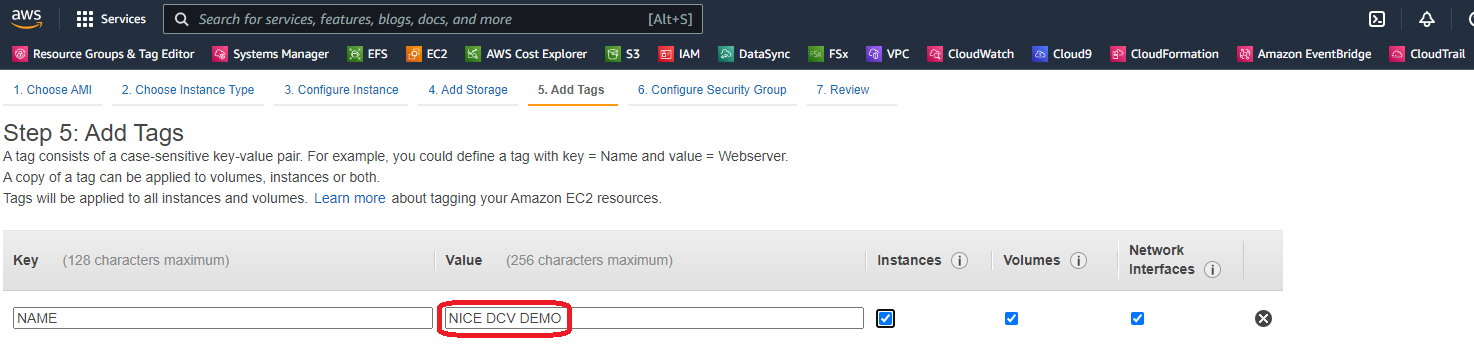 aws Services Search for services, features, blogs, docs, and more [Alt+S]
Resource Groups & Tag Editor Systems Manager EFS EC2 AWS Cost Explorer S3 IAM DataSync FSx FSx VPC CloudWatch Cloud9 CloudFormation Amazon EventBridge CloudTrail
1. Choose AMI 2. Choose Instance Type 3. Configure Instance 4. Add Storage 5. Add Tags 6. Configure Security Group 7. Review
Step 5: Add Tags
A tag consists of a case-sensitive key-value pair. For example, you could define a tag with key = Name and value = Webserver.
A copy of a tag can be applied to volumes, instances or both.
Tags will be applied to all instances and volumes. Learn more about tagging your Amazon EC2 resources.
Key (128 characters maximum) Value (256 characters maximum) Instances i Volumes i Network Interfaces i
NAME NICE DCV DEMO